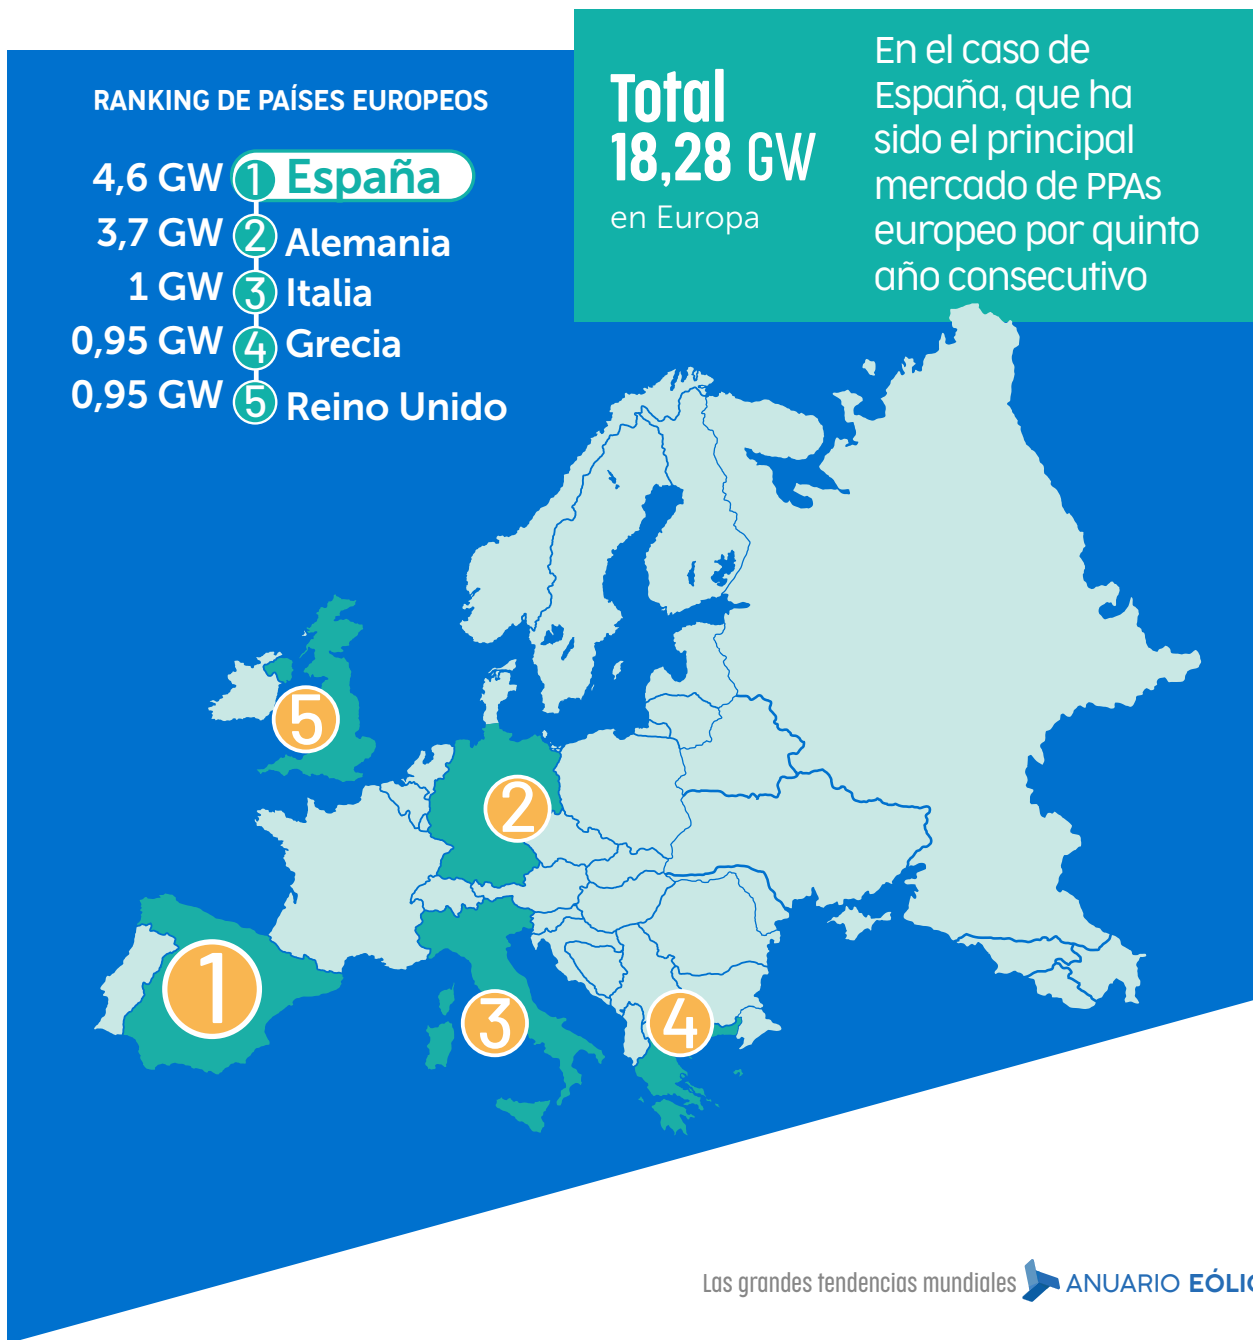 RANKING DE PAÍSES EUROPEOS
4,6 GW 1 España
3,7 GW 2 Alemania
1 GW 3 Italia
0,95 GW 4 Grecia
0,95 GW 5 Reino Unido
Total
18,28 GW
en Europa
En el caso de
España, que ha
sido el principal
mercado de PPAs
europeo por quinto
año consecutivo
5
2
1
3
4
Las grandes tendencias mundiales ANUARIO